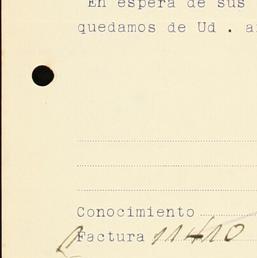 En espera de sus
quedamos de Ud . a
Conocimiento
Factura 11410